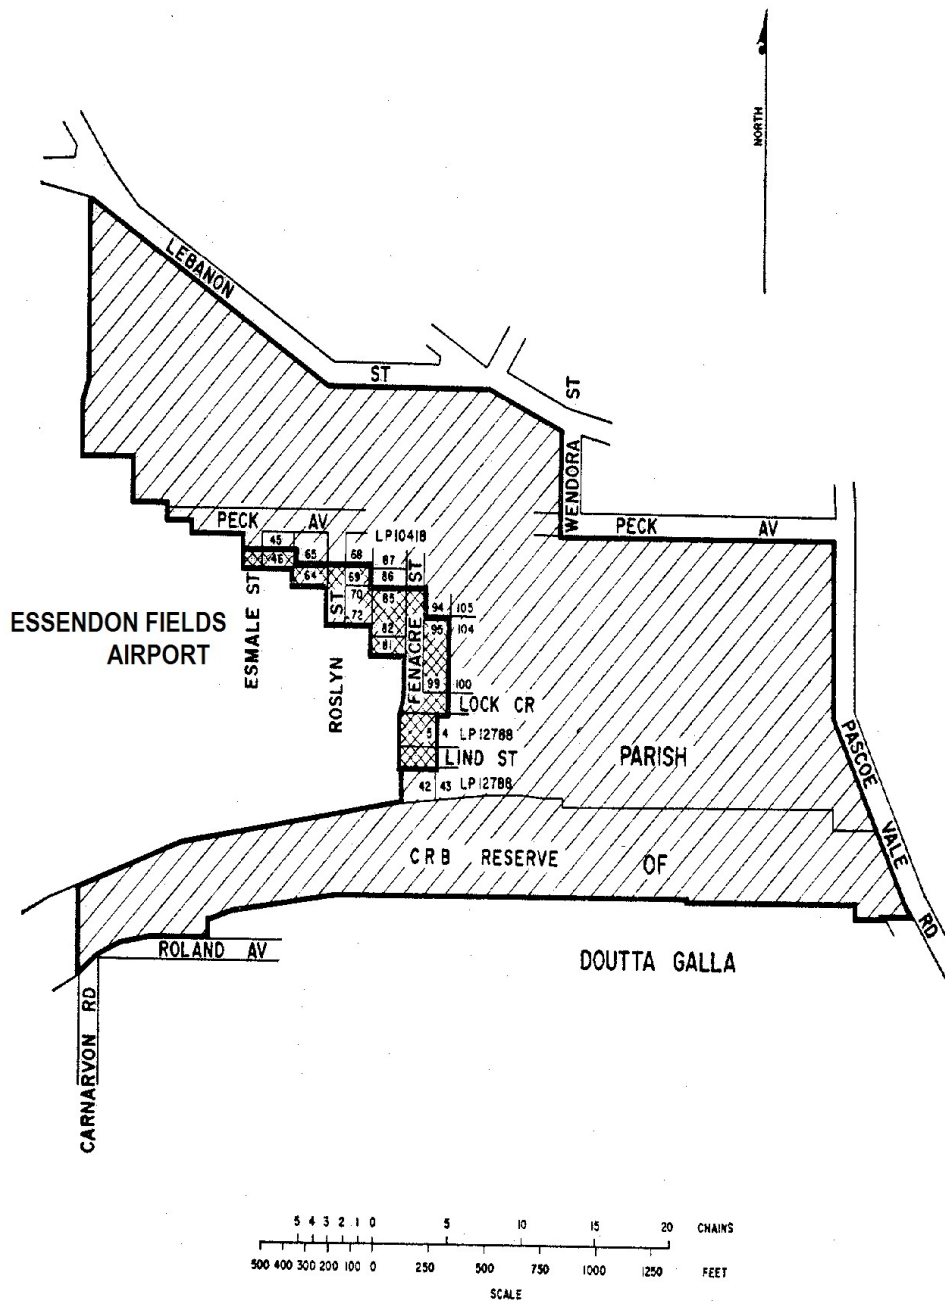 NORTH
LEBANON
ST
WENDORA ST
PECK AV
PECK AV
LP10418
45
46
65
64
68
69
70
72
87
86
85
82
81
94
105
95
104
99
100
ESMALE ST
ROSLYN ST
FENACRE ST
ESSENDON FIELDS
AIRPORT
LOCK CR
5
4
LP12788
LIND ST
42
43
LP12788
PARISH
OF
DOUTTA GALLA
PASCOE VALE RD
CRB RESERVE
ROLAND AV
CARNARVON RD
5 4 3 2 1 0 5 10 15 20 CHAINS
500 400 300 200 100 0 250 500 750 1000 1250 FEET
SCALE